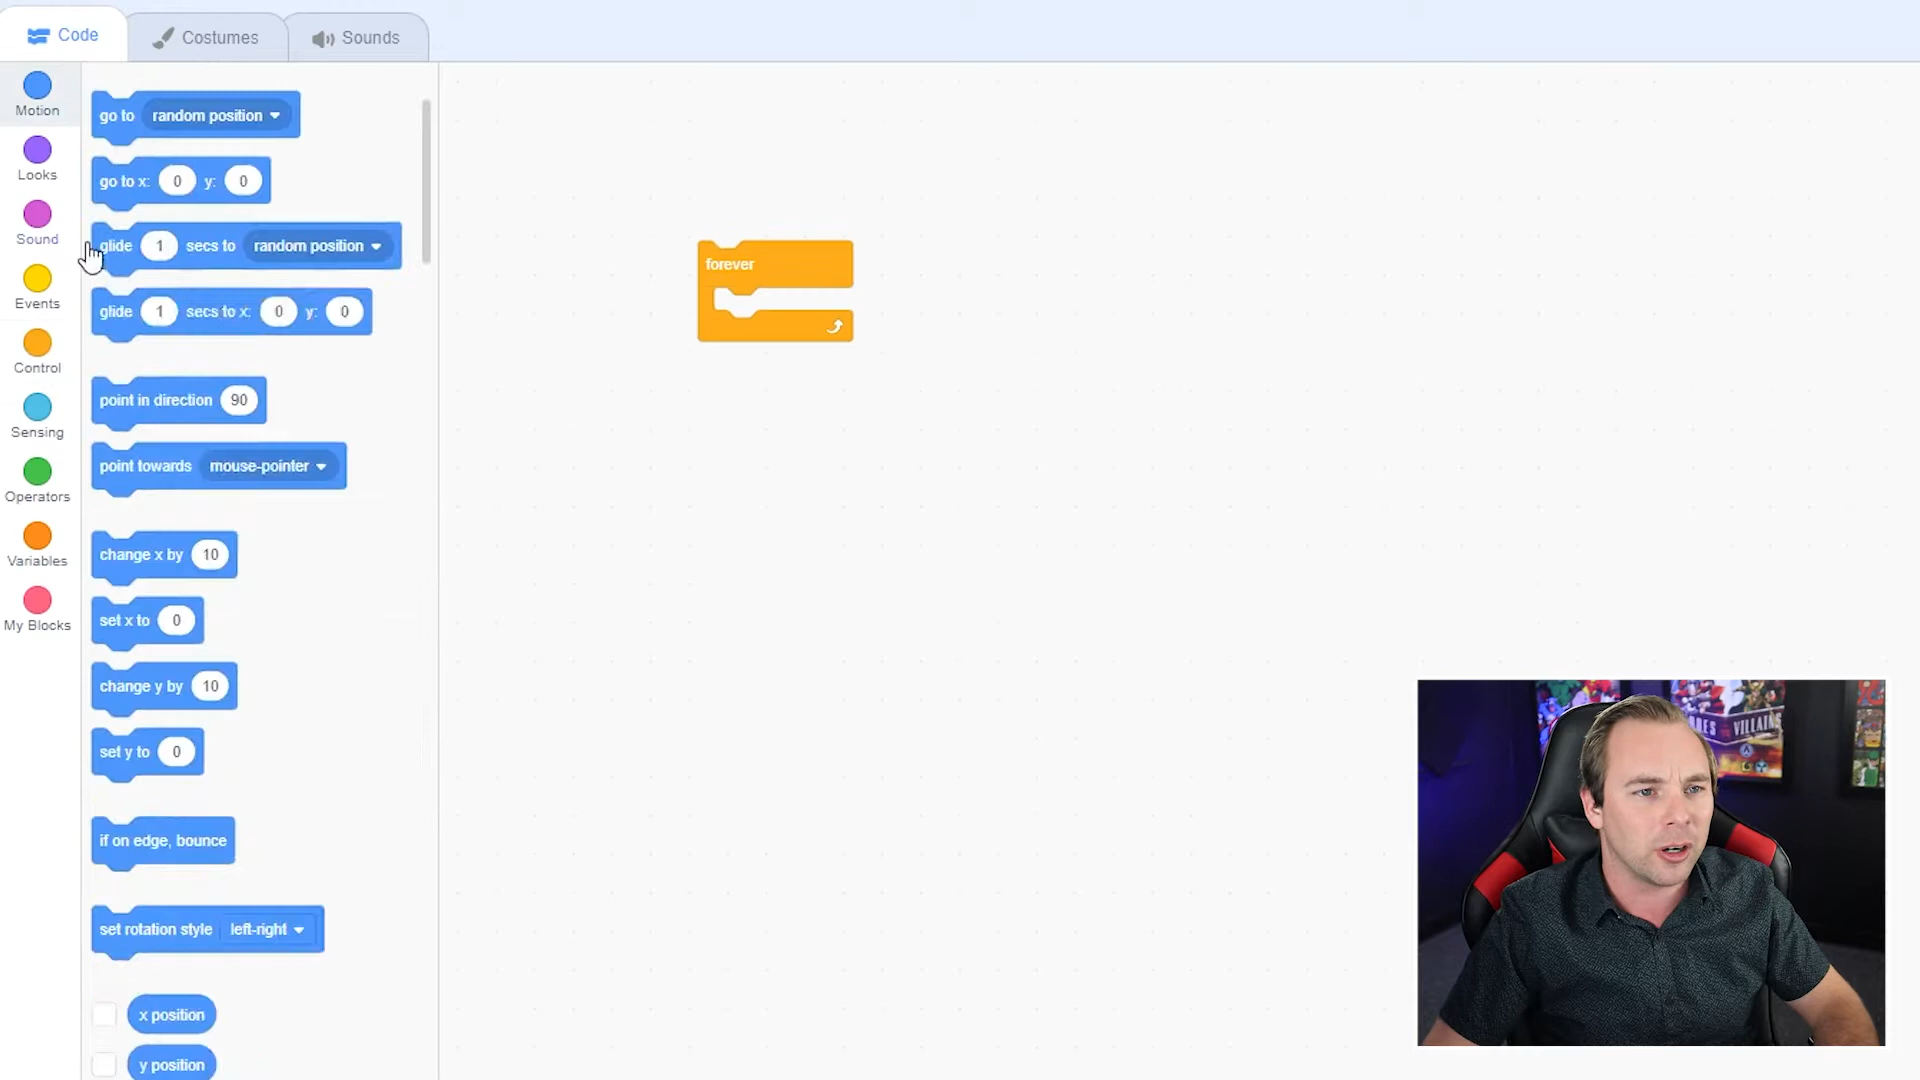 Code
Costumes
Sounds
Motion
Looks
Sound
Events
Control
Sensing
Operators
Variables
My Blocks
go to random position
go to x: 0 y: 0
glide 1 secs to random position
glide 1 secs to x: 0 y: 0
point in direction 90
point towards mouse-pointer
change x by 10
set x to 0
change y by 10
set y to 0
if on edge, bounce
set rotation style left-right
x position
y position
forever
VILLAINS